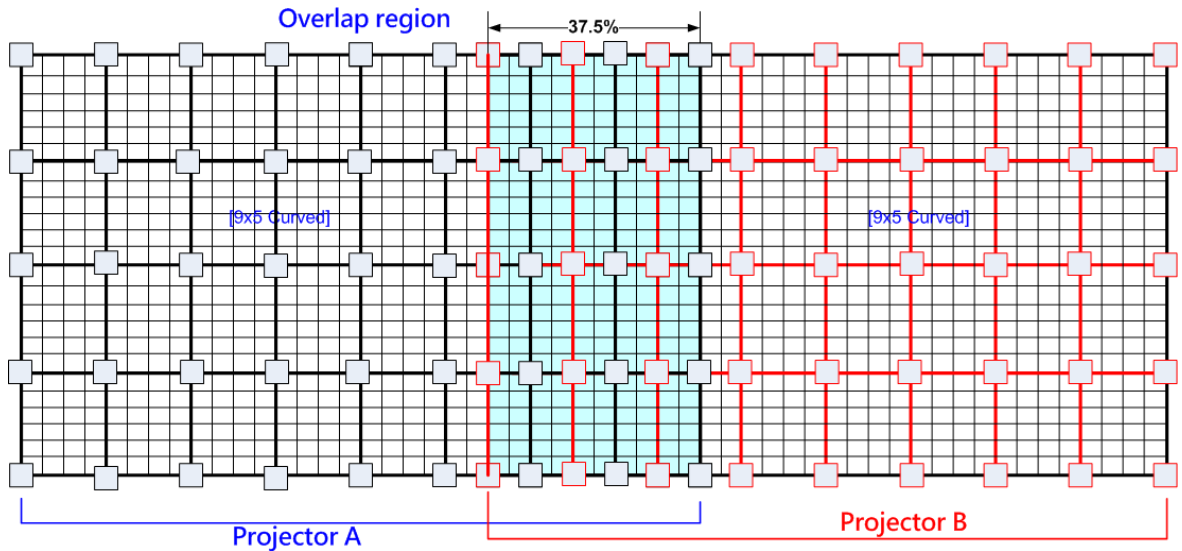 Overlap region
37.5%
[9x5 Curved]
[9x5 Curved]
Projector A
Projector B